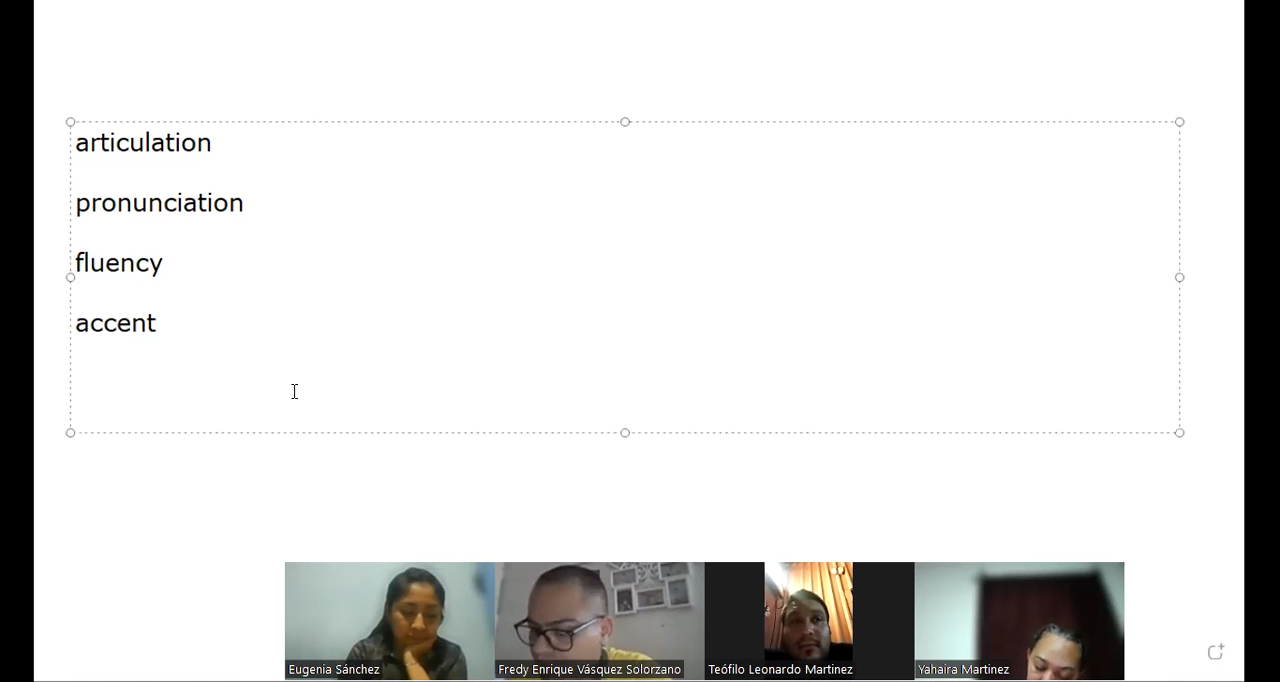 articulation
pronunciation
fluency
accent
Eugenia Sánchez
Fredy Enrique Vásquez Solorzano
Teófilo Leonardo Martinez
Yahaira Martinez